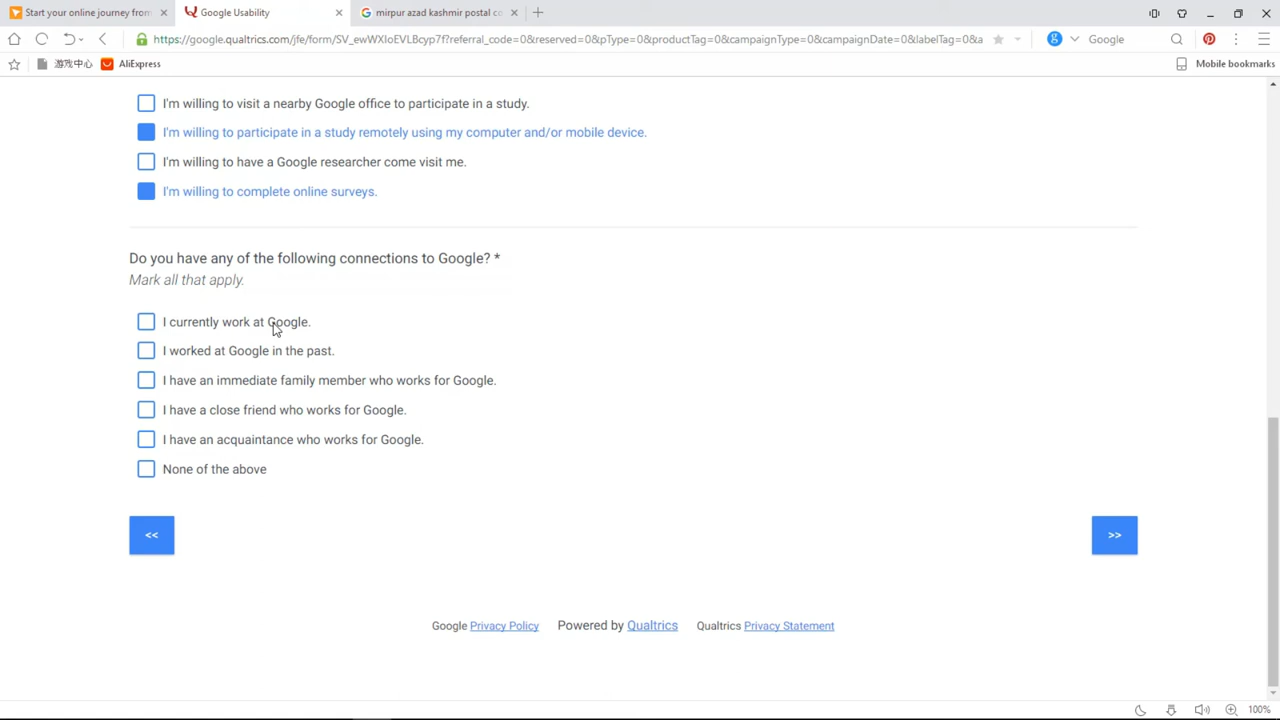 Start your online journey from
Google Usability
mirpur azad kashmir postal co
https://google.qualtrics.com/jfe/form/SV_ewWXIoEVLBcyp7f?referral_code=0&reserved=0&pType=0&productTag=0&campaignType=0&campaignDate=0&labelTag=0&a
Google
游戏中心
AliExpress
Mobile bookmarks
I'm willing to visit a nearby Google office to participate in a study.
I'm willing to participate in a study remotely using my computer and/or mobile device.
I'm willing to have a Google researcher come visit me.
I'm willing to complete online surveys.
Do you have any of the following connections to Google? *
Mark all that apply.
I currently work at Google.
I worked at Google in the past.
I have an immediate family member who works for Google.
I have a close friend who works for Google.
I have an acquaintance who works for Google.
None of the above
<<
>>
Google Privacy Policy Powered by Qualtrics Qualtrics Privacy Statement
100%